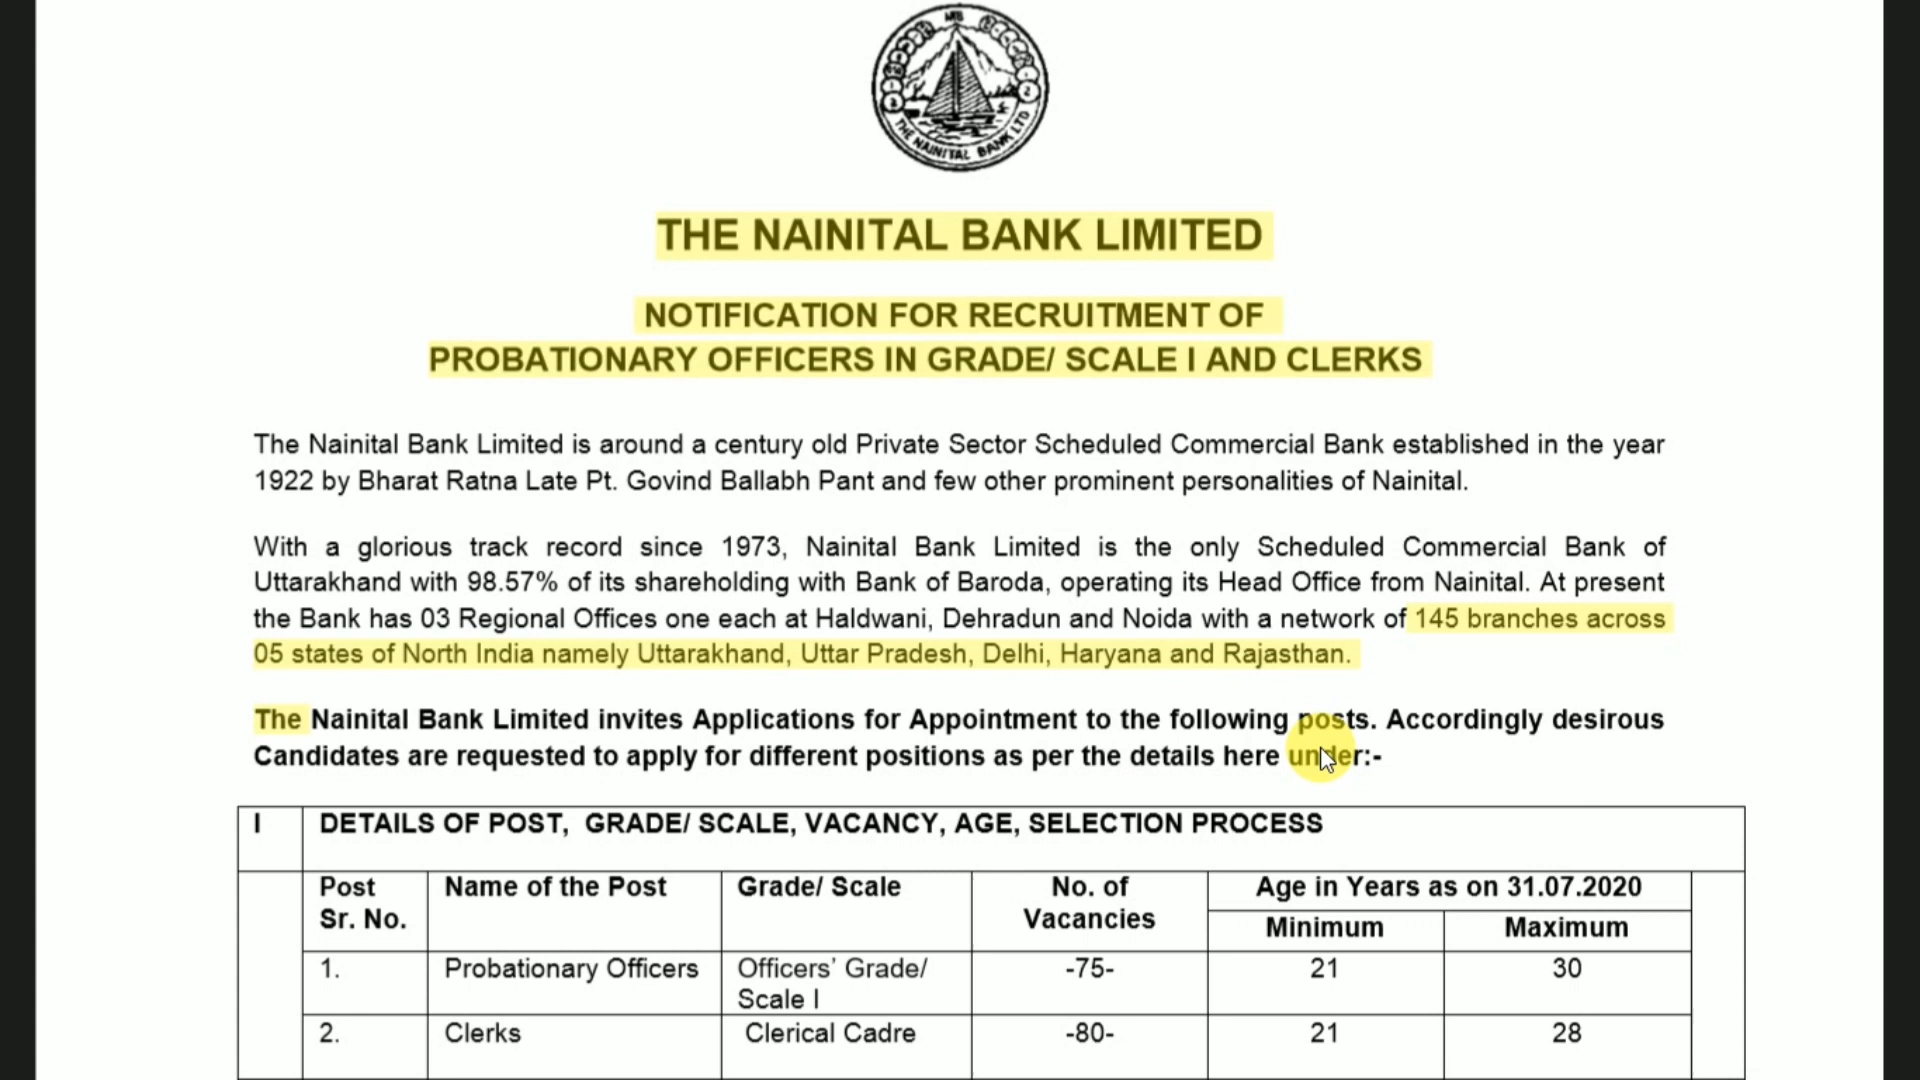 THE NAINITAL BANK LTD
THE NAINITAL BANK LIMITED
NOTIFICATION FOR RECRUITMENT OF
PROBATIONARY OFFICERS IN GRADE/ SCALE I AND CLERKS
The Nainital Bank Limited is around a century old Private Sector Scheduled Commercial Bank established in the year
1922 by Bharat Ratna Late Pt. Govind Ballabh Pant and few other prominent personalities of Nainital.
With a glorious track record since 1973, Nainital Bank Limited is the only Scheduled Commercial Bank of
Uttarakhand with 98.57% of its shareholding with Bank of Baroda, operating its Head Office from Nainital. At present
the Bank has 03 Regional Offices one each at Haldwani, Dehradun and Noida with a network of 145 branches across
05 states of North India namely Uttarakhand, Uttar Pradesh, Delhi, Haryana and Rajasthan.
The Nainital Bank Limited invites Applications for Appointment to the following posts. Accordingly desirous
Candidates are requested to apply for different positions as per the details here under:-
I DETAILS OF POST, GRADE/ SCALE, VACANCY, AGE, SELECTION PROCESS
Post Name of the Post Grade/ Scale No. of Age in Years as on 31.07.2020
Sr. No. Vacancies Minimum Maximum
1. Probationary Officers Officers' Grade/ -75- 21 30
Scale I
2. Clerks Clerical Cadre -80- 21 28